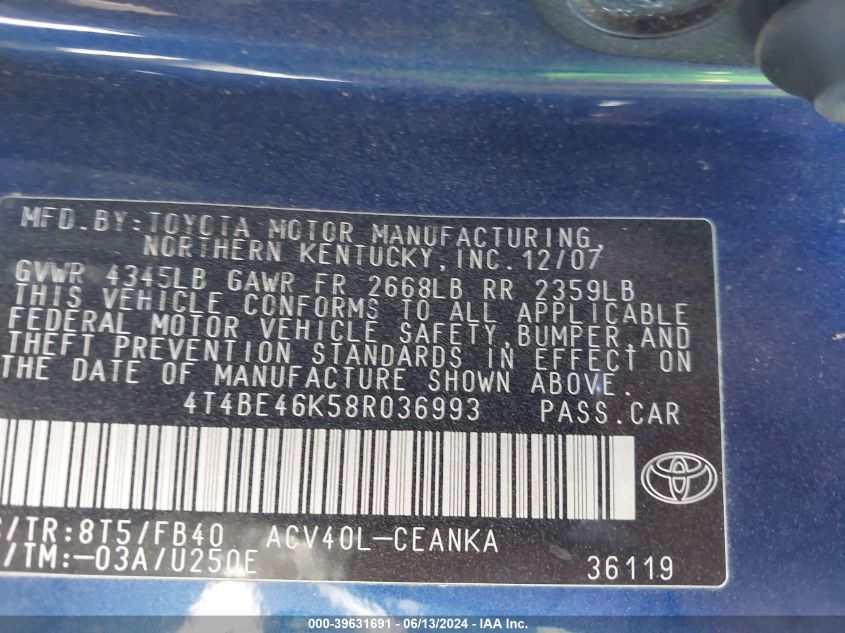 MFD.BY:TOYOTA MOTOR MANUFACTURING,
NORTHERN KENTUCKY,INC.12/07
GVWR 4345LB GAWR FR 2668LB RR 2359LB
THIS VEHICLE CONFORMS TO ALL APPLICABLE
FEDERAL MOTOR VEHICLE SAFETY,BUMPER,AND
THEFT PREVENTION STANDARDS IN EFFECT ON
THE DATE OF MANUFACTURE SHOWN ABOVE.
4T4BE46K58R036993 PASS.CAR
/TR:8T5/FB40 ACV40L-CEANKA
/TM:-03A/U250E 36119
000-39631691 - 06/13/2024 - IAA Inc.